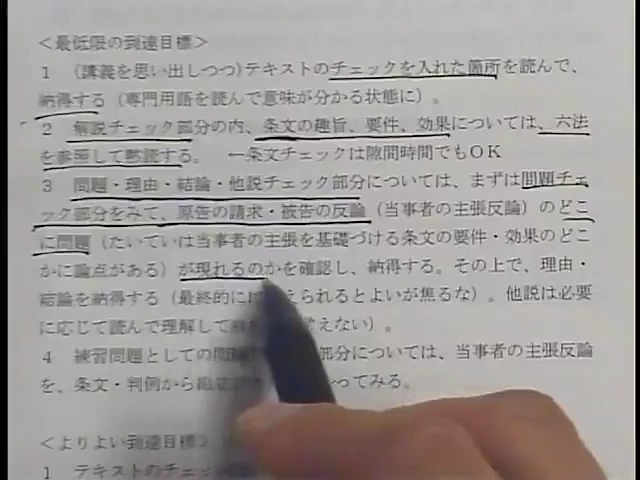 ＜最低限の到達目標＞
1 （講義を思い出しつつ）テキストのチェックを入れた箇所を読んで、
納得する（専門用語を読んで意味が分かる状態に）。
2 解説チェック部分の内、条文の趣旨、要件、効果については、六法
を参照して黙読する。 ←条文チェックは隙間時間でもOK
3 問題・理由・結論・他説チェック部分については、まずは問題チェ
ック部分をみて、原告の請求・被告の反論（当事者の主張反論）のどこ
に問題（たいていは当事者の主張を基礎づける条文の要件・効果のどこ
かに論点がある）が現れるのかを確認し、納得する。その上で、理由・
結論を納得する（最終的に えられるとよいが焦るな）。他説は必要
に応じて読んで理解して 覚えない）。
4 練習問題としての問 部分については、当事者の主張反論
を、条文・判例から ってみる。
＜よりよい到達目標＞
1 テキストのチェ